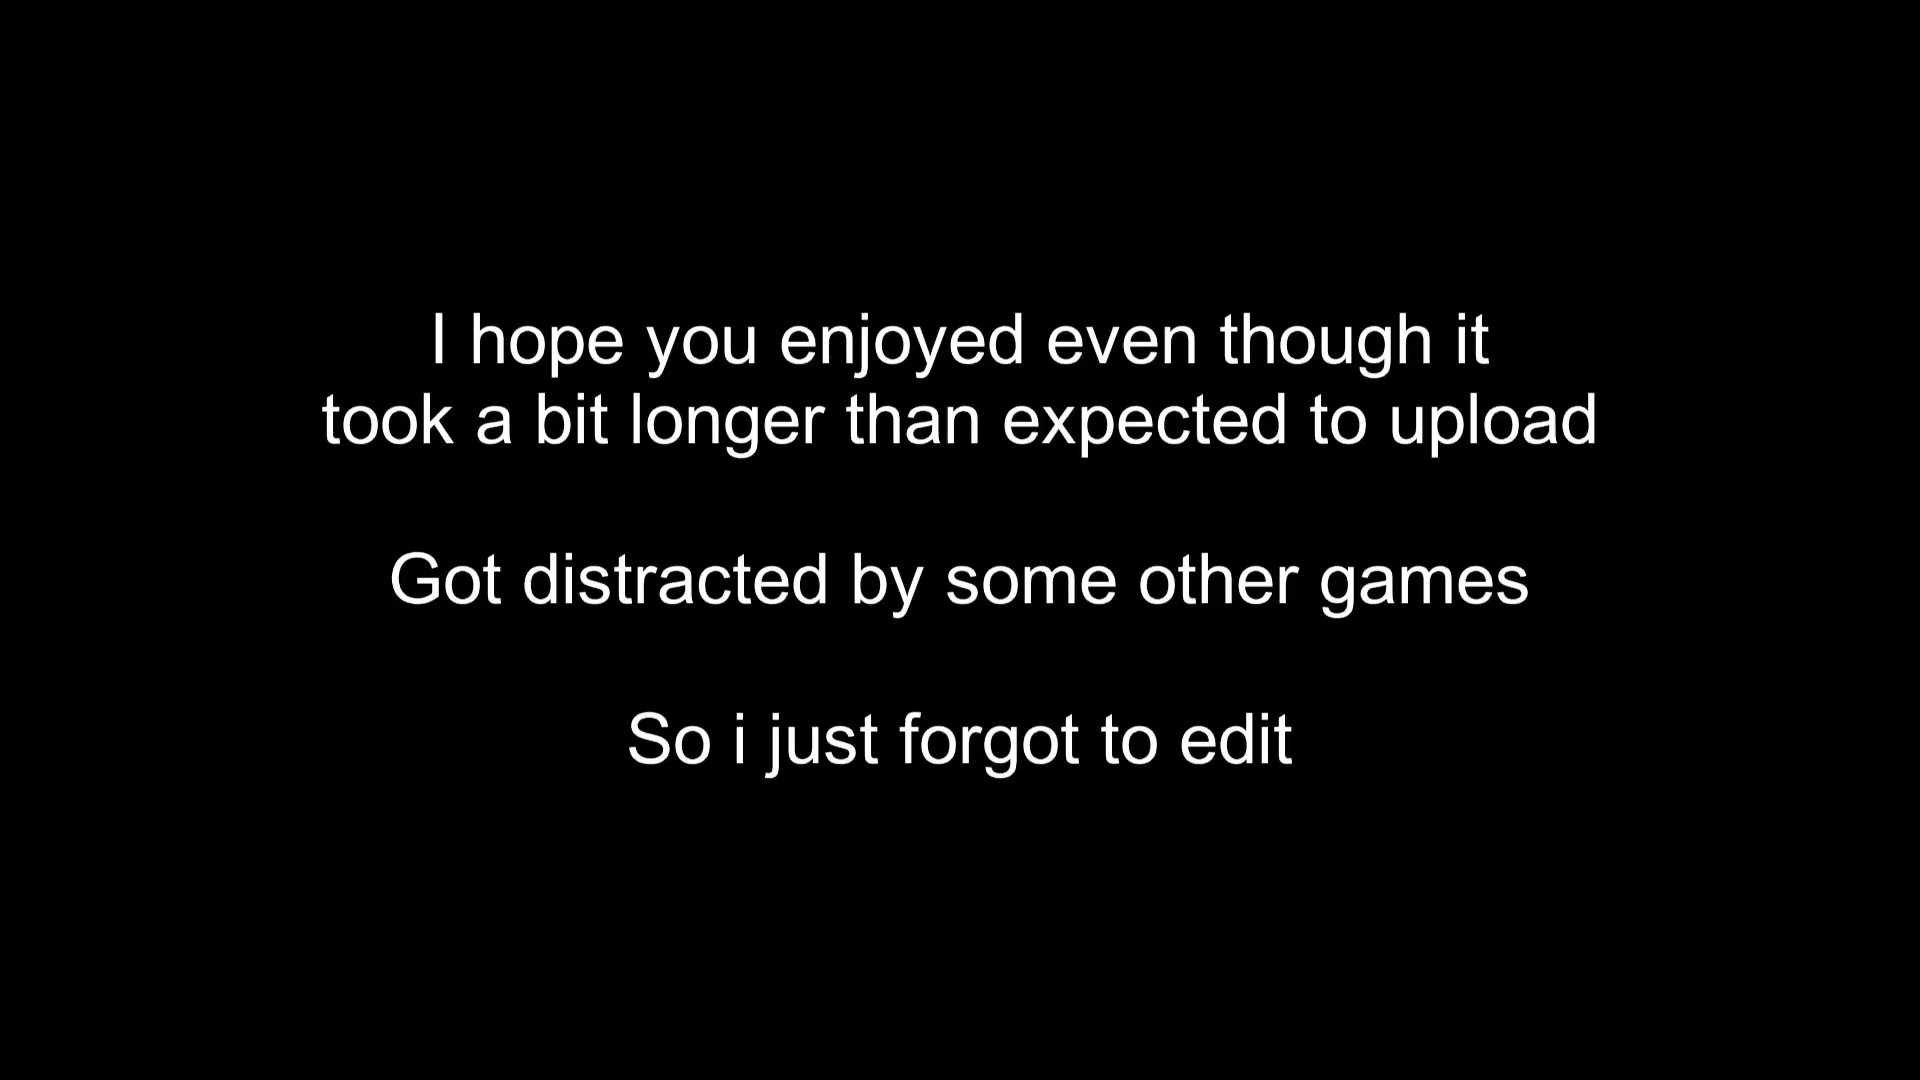 I hope you enjoyed even though it
took a bit longer than expected to upload
Got distracted by some other games
So i just forgot to edit